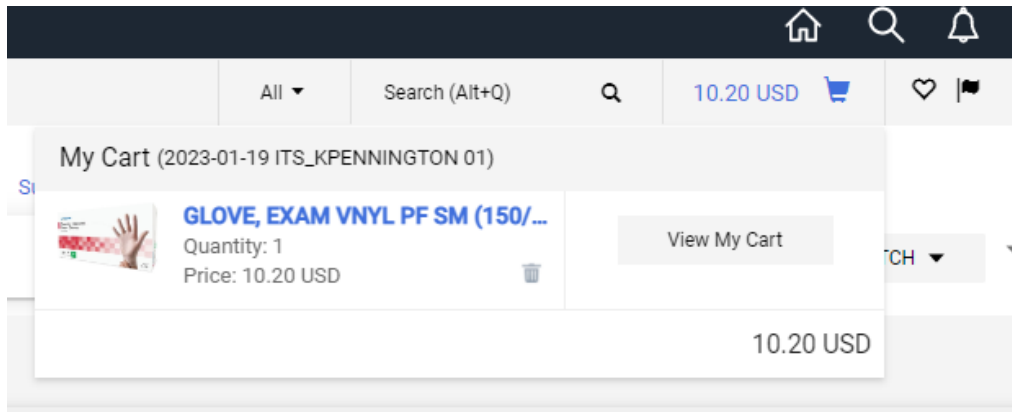 All
Search (Alt+Q)
10.20 USD
My Cart (2023-01-19 ITS_KPENNINGTON 01)
GLOVE, EXAM VNYL PF SM (150/...
Quantity: 1
Price: 10.20 USD
View My Cart
10.20 USD